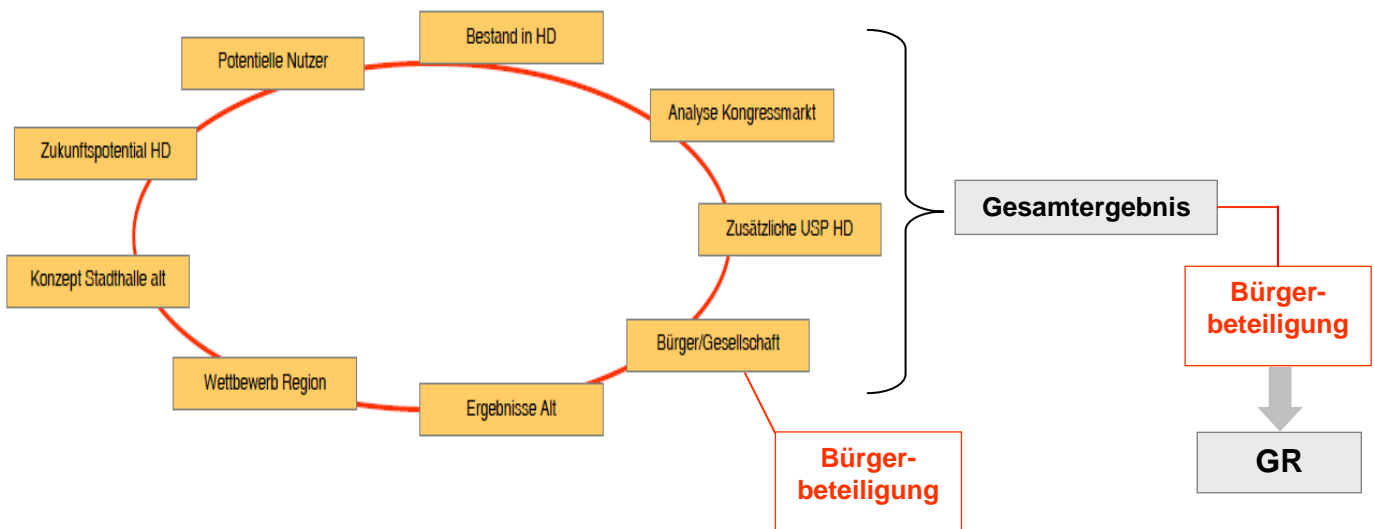 Bestand in HD
Potentielle Nutzer
Analyse Kongressmarkt
Zukunftspotential HD
Gesamtergebnis
Zusätzliche USP HD
Konzept Stadthalle alt
Bürger-
beteiligung
Bürger/Gesellschaft
Wettbewerb Region
Ergebnisse Alt
Bürger-
beteiligung
GR